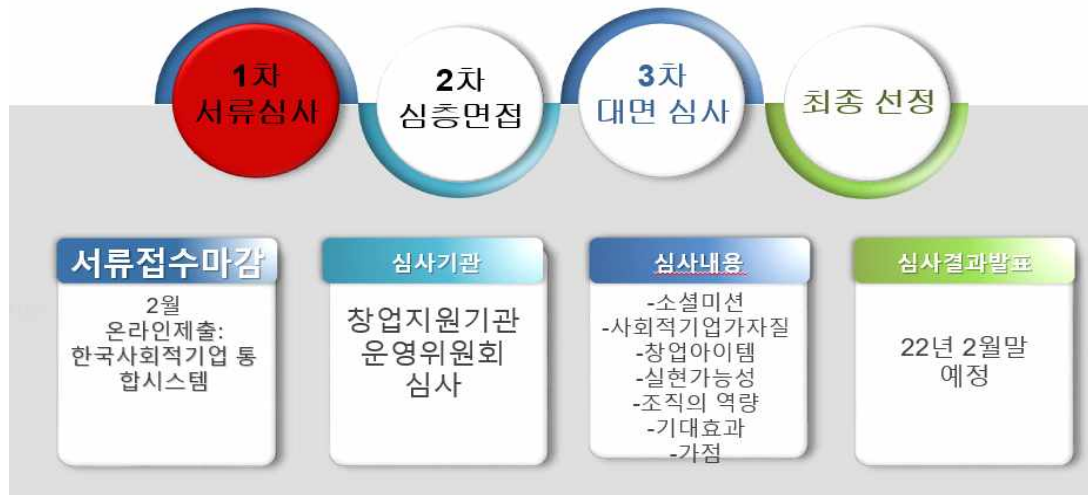 1차
서류심사
2차
심층면접
3차
대면 심사
최종 선정
서류접수마감
2월
온라인제출:
한국사회적기업 통
합시스템
심사기관
창업지원기관
운영위원회
심사
심사내용
-소셜미션
-사회적기업가자질
-창업아이템
-실현가능성
-조직의 역량
-기대효과
-가점
심사결과발표
22년 2월말
예정